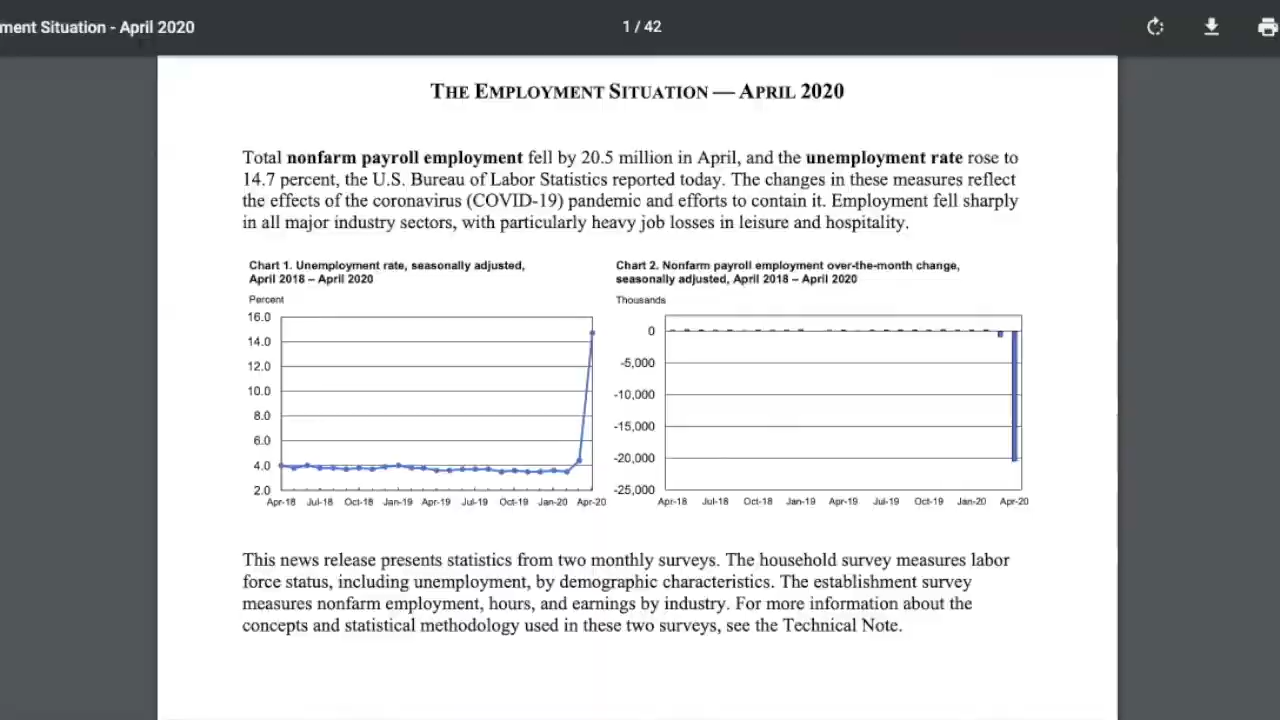 ment Situation - April 2020
1 / 42
THE EMPLOYMENT SITUATION — APRIL 2020
Total nonfarm payroll employment fell by 20.5 million in April, and the unemployment rate rose to
14.7 percent, the U.S. Bureau of Labor Statistics reported today. The changes in these measures reflect
the effects of the coronavirus (COVID-19) pandemic and efforts to contain it. Employment fell sharply
in all major industry sectors, with particularly heavy job losses in leisure and hospitality.
Chart 1. Unemployment rate, seasonally adjusted,
April 2018 – April 2020
Percent
16.0
14.0
12.0
10.0
8.0
6.0
4.0
2.0
Apr-18 Jul-18 Oct-18 Jan-19 Apr-19 Jul-19 Oct-19 Jan-20 Apr-20
Chart 2. Nonfarm payroll employment over-the-month change,
seasonally adjusted, April 2018 – April 2020
Thousands
0
-5,000
-10,000
-15,000
-20,000
-25,000
Apr-18 Jul-18 Oct-18 Jan-19 Apr-19 Jul-19 Oct-19 Jan-20 Apr-20
This news release presents statistics from two monthly surveys. The household survey measures labor
force status, including unemployment, by demographic characteristics. The establishment survey
measures nonfarm employment, hours, and earnings by industry. For more information about the
concepts and statistical methodology used in these two surveys, see the Technical Note.